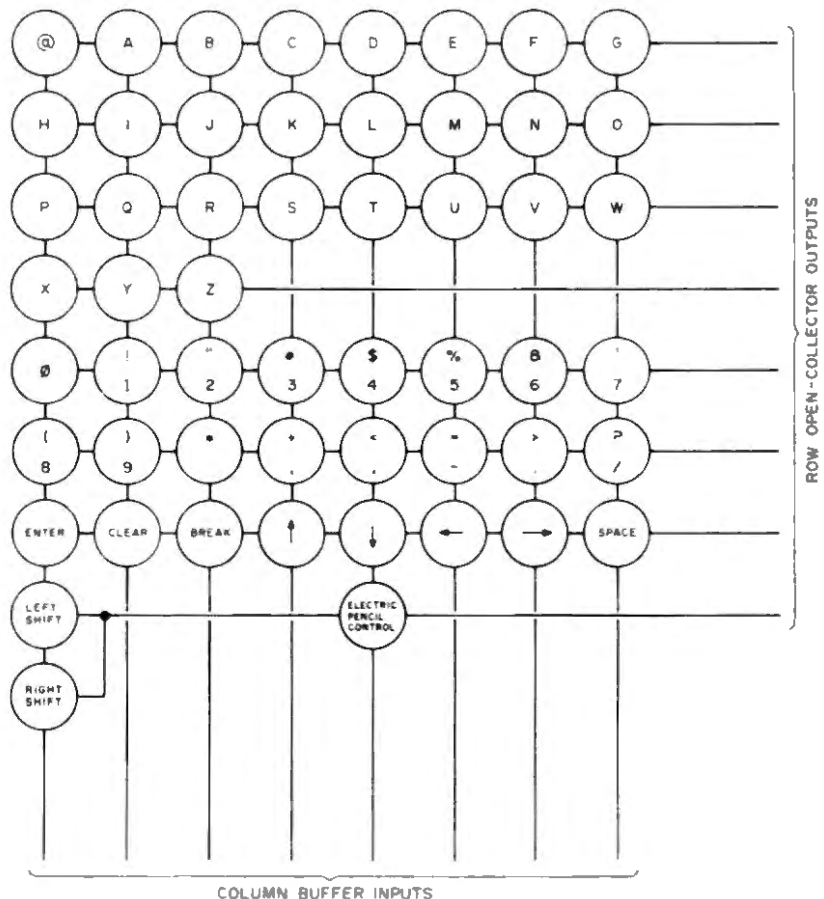 @ A B C D E F G
H I J K L M N O
P Q R S T U V W
X Y Z
! " # $ % & '
0 1 2 3 4 5 6 7
( ) * + < = > ?
8 9 , - . /
ENTER CLEAR BREAK ↑ ↓ ← → SPACE
LEFT
SHIFT
ELECTRIC
PENCIL
CONTROL
RIGHT
SHIFT
ROW OPEN-COLLECTOR OUTPUTS
COLUMN BUFFER INPUTS